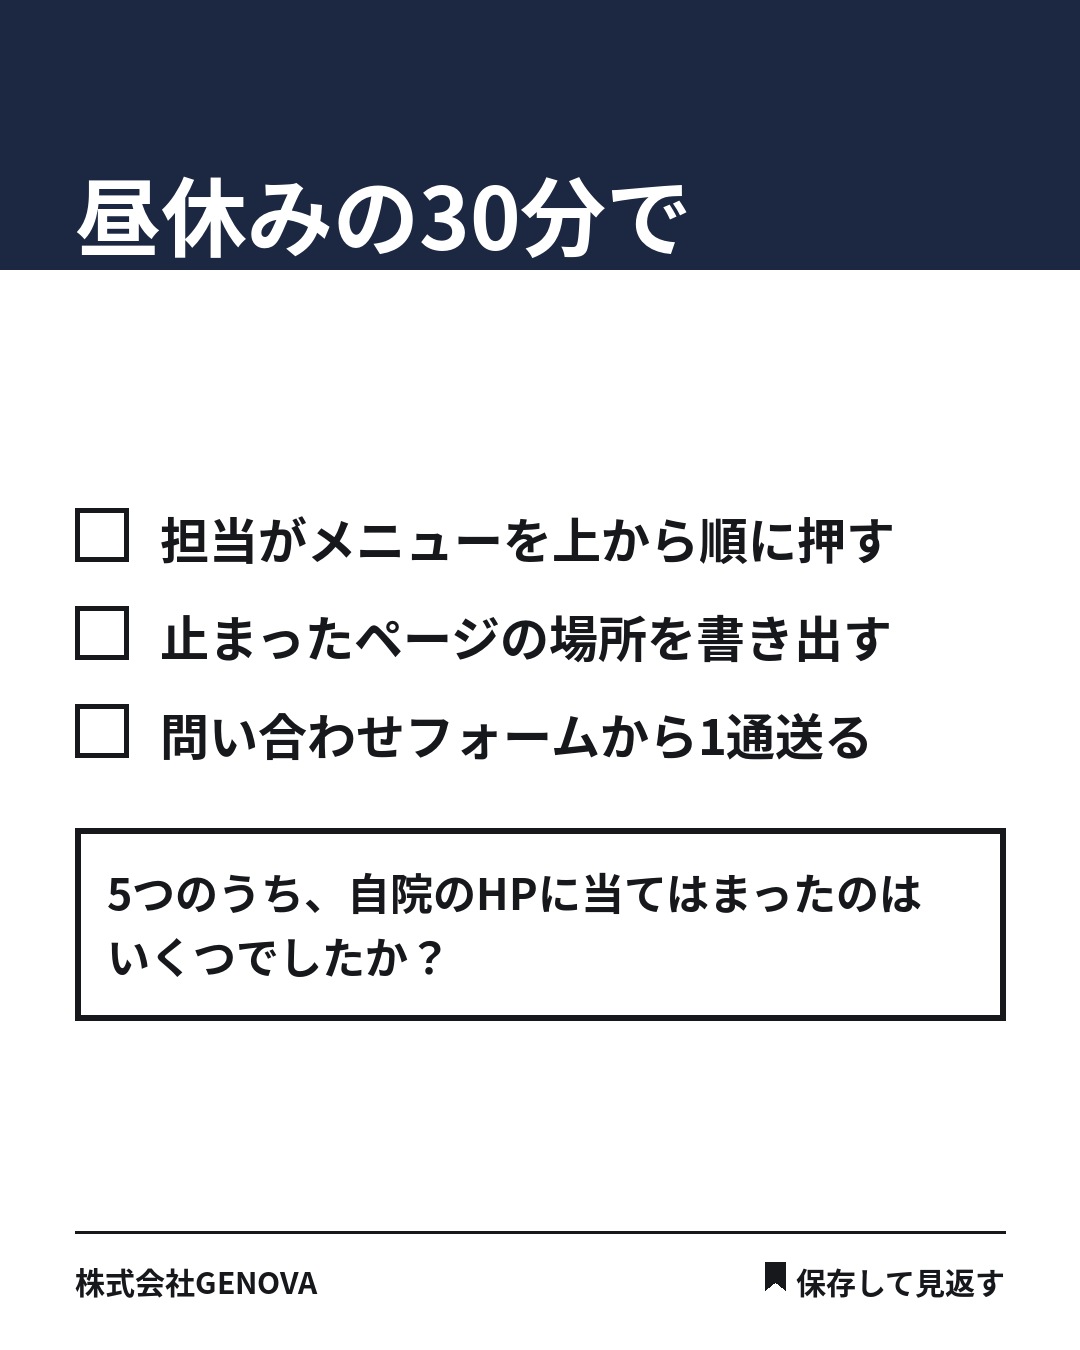 昼休みの30分で
担当がメニューを上から順に押す
止まったページの場所を書き出す
問い合わせフォームから1通送る
5つのうち、自院のHPに当てはまったのは
いくつでしたか？
株式会社GENOVA
保存して見返す